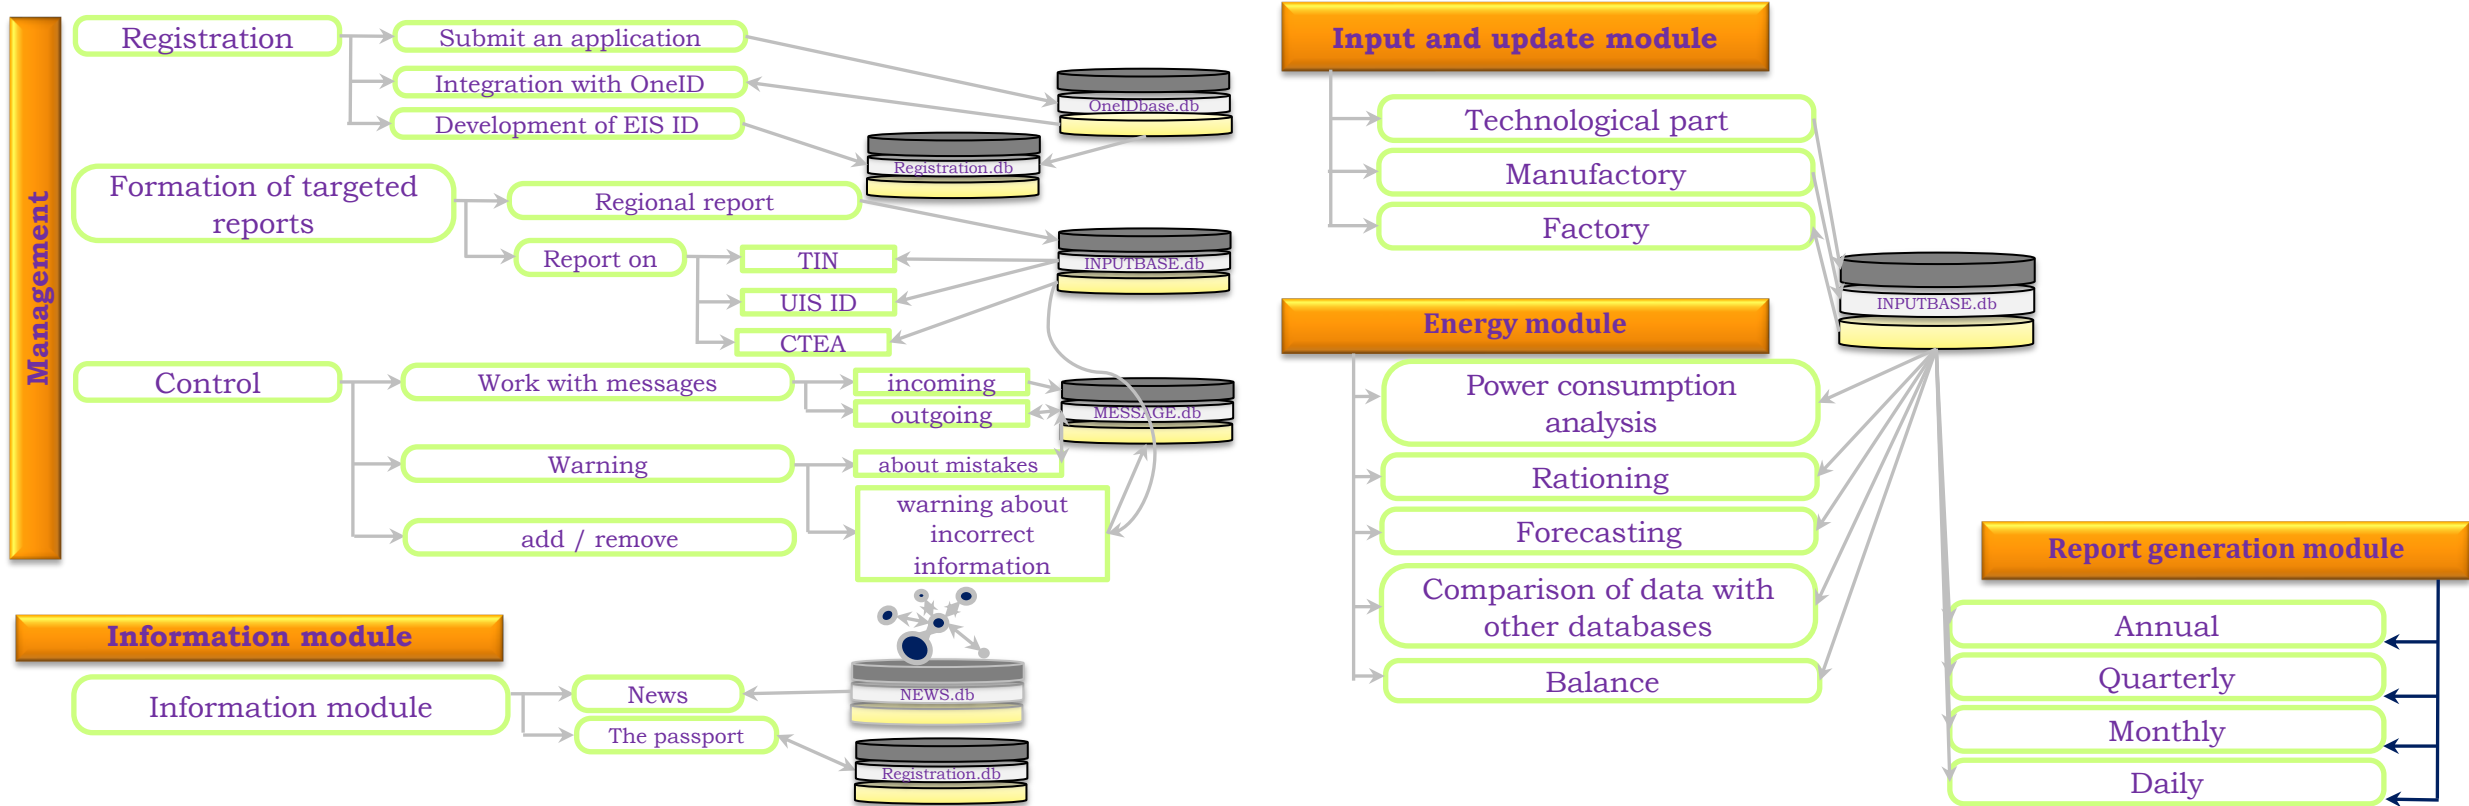 Management
Registration
Submit an application
Integration with OneID
Development of EIS ID
OneIDbase.db
Registration.db
Formation of targeted
reports
Regional report
Report on
TIN
UIS ID
CTEA
INPUTBASE.db
Control
Work with messages
incoming
outgoing
MESSAGE.db
Warning
about mistakes
warning about
incorrect
information
add / remove
Information module
Information module
News
The passport
NEWS.db
Registration.db
Input and update module
Technological part
Manufactory
Factory
INPUTBASE.db
Energy module
Power consumption
analysis
Rationing
Forecasting
Comparison of data with
other databases
Balance
Report generation module
Annual
Quarterly
Monthly
Daily